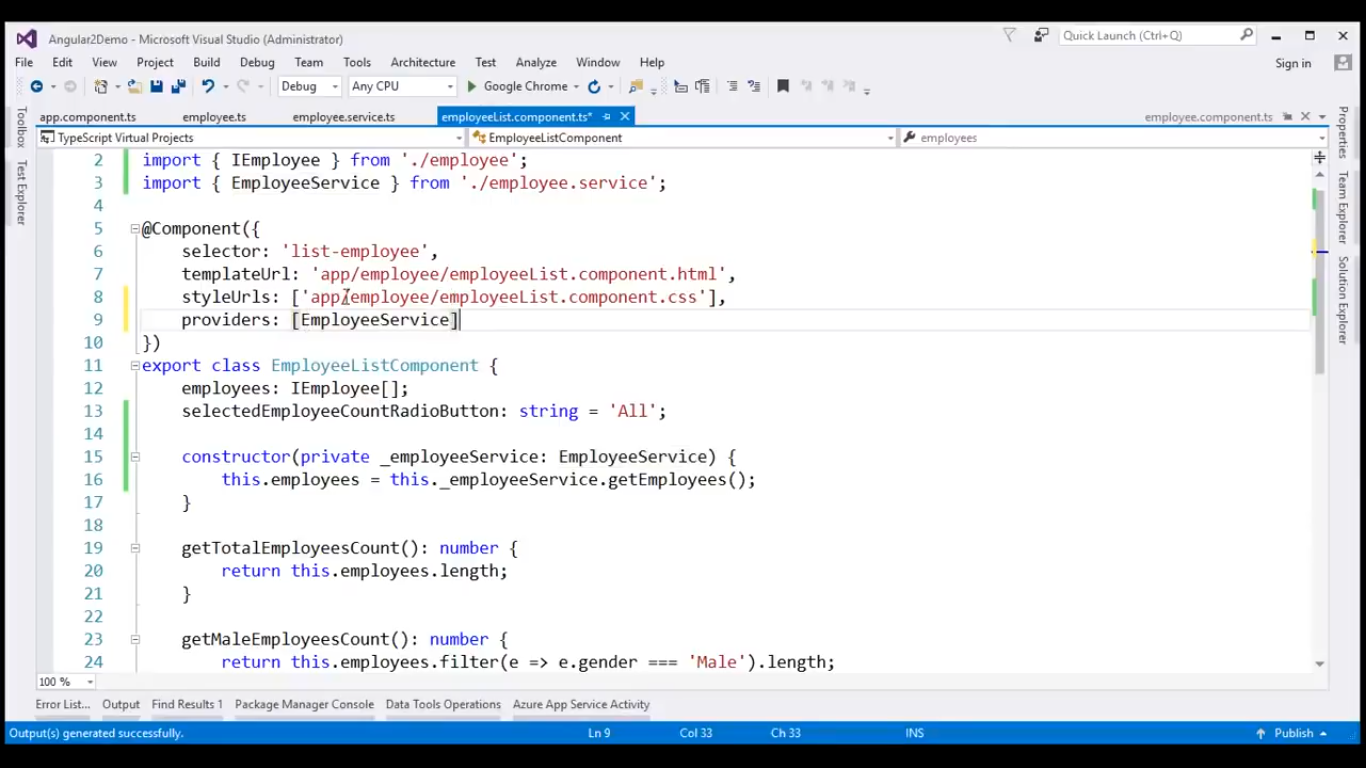 Angular2Demo - Microsoft Visual Studio (Administrator)
Quick Launch (Ctrl+Q)
File Edit View Project Build Debug Team Tools Architecture Test Analyze Window Help
Sign in
Debug Any CPU Google Chrome
app.component.ts employee.ts employee.service.ts employeeList.component.ts* employee.component.ts
TypeScript Virtual Projects EmployeeListComponent employees
Toolbox
Test Explorer
Properties
Team Explorer
Solution Explorer
2 import { IEmployee } from './employee';
3 import { EmployeeService } from './employee.service';
4
5 @Component({
6 selector: 'list-employee',
7 templateUrl: 'app/employee/employeeList.component.html',
8 styleUrls: ['app/employee/employeeList.component.css'],
9 providers: [EmployeeService]
10 })
11 export class EmployeeListComponent {
12 employees: IEmployee[];
13 selectedEmployeeCountRadioButton: string = 'All';
14
15 constructor(private _employeeService: EmployeeService) {
16 this.employees = this._employeeService.getEmployees();
17 }
18
19 getTotalEmployeesCount(): number {
20 return this.employees.length;
21 }
22
23 getMaleEmployeesCount(): number {
24 return this.employees.filter(e => e.gender === 'Male').length;
100 %
Error List... Output Find Results 1 Package Manager Console Data Tools Operations Azure App Service Activity
Output(s) generated successfully. Ln 9 Col 33 Ch 33 INS Publish